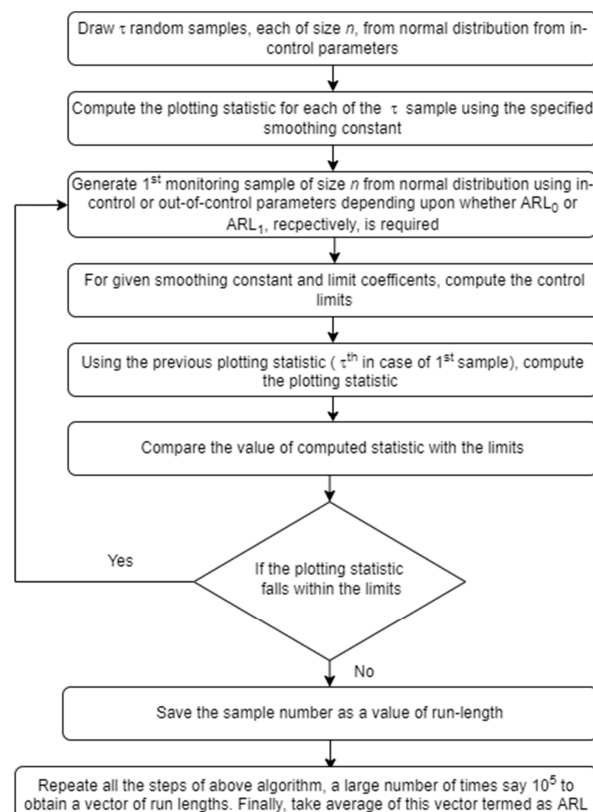 Draw τ random samples, each of size n, from normal distribution from in-
control parameters
Compute the plotting statistic for each of the τ sample using the specified
smoothing constant
Generate 1st monitoring sample of size n from normal distribution using in-
control or out-of-control parameters depending upon whether ARL0 or
ARL1, recpectively, is required
For given smoothing constant and limit coefficents, compute the control
limits
Using the previous plotting statistic ( τth in case of 1st sample), compute
the plotting statistic
Compare the value of computed statistic with the limits
Yes
If the plotting statistic
falls within the limits
No
Save the sample number as a value of run-length
Repeat all the steps of above algorithm, a large number of times say 105 to
obtain a vector of run lengths. Finally, take average of this vector termed as ARL